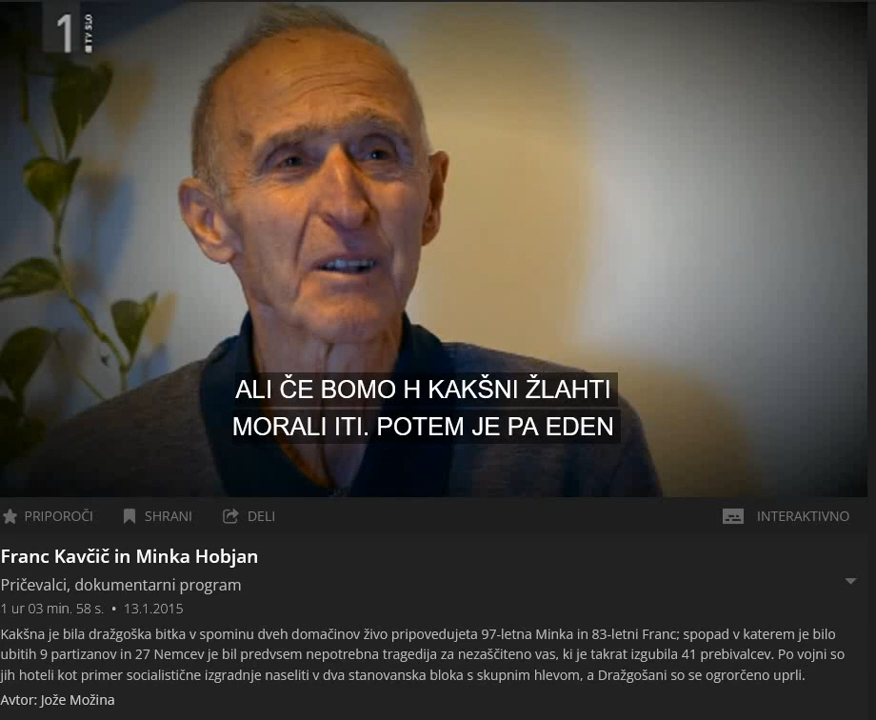 1
TV SLO
ALI ČE BOMO H KAKŠNI ŽLAHTI
MORALI ITI. POTEM JE PA EDEN
PRIPOROČI SHRANI DELI INTERAKTIVNO
Franc Kavčič in Minka Hobjan
Pričevalci, dokumentarni program
1 ur 03 min. 58 s. • 13.1.2015
Kakšna je bila dražgoška bitka v spominu dveh domačinov živo pripovedujeta 97-letna Minka in 83-letni Franc; spopad v katerem je bilo
ubitih 9 partizanov in 27 Nemcev je bil predvsem nepotrebna tragedija za nezaščiteno vas, ki je takrat izgubila 41 prebivalcev. Po vojni so
jih hoteli kot primer socialistične izgradnje naseliti v dva stanovanska bloka s skupnim hlevom, a Dražgošani so se ogrorčeno uprli.
Avtor: Jože Možina